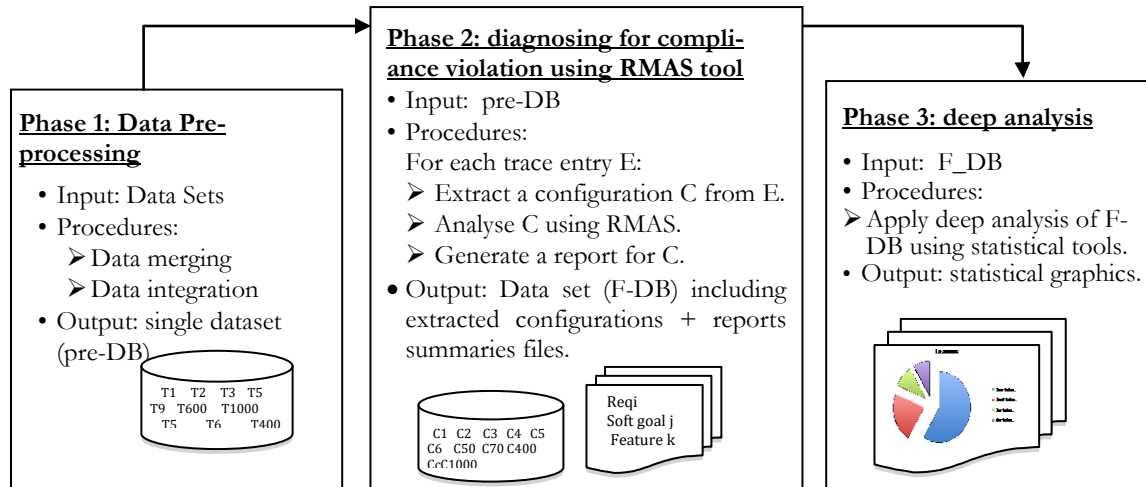 Phase 1: Data Pre-
processing
• Input: Data Sets
• Procedures:
➢ Data merging
➢ Data integration
• Output: single dataset
(pre-DB)
T1 T2 T3 T5
T9 T600 T1000
T5 T6 T400
Phase 2: diagnosing for compli-
ance violation using RMAS tool
• Input: pre-DB
• Procedures:
For each trace entry E:
➢ Extract a configuration C from E.
➢ Analyse C using RMAS.
➢ Generate a report for C.
• Output: Data set (F-DB) including
extracted configurations + reports
summaries files.
C1 C2 C3 C4 C5
C6 C50 C70 C400
CcC1000
Reqi
Soft goal j
Feature k
Phase 3: deep analysis
• Input: F_DB
• Procedures:
➢ Apply deep analysis of F-
DB using statistical tools.
• Output: statistical graphics.